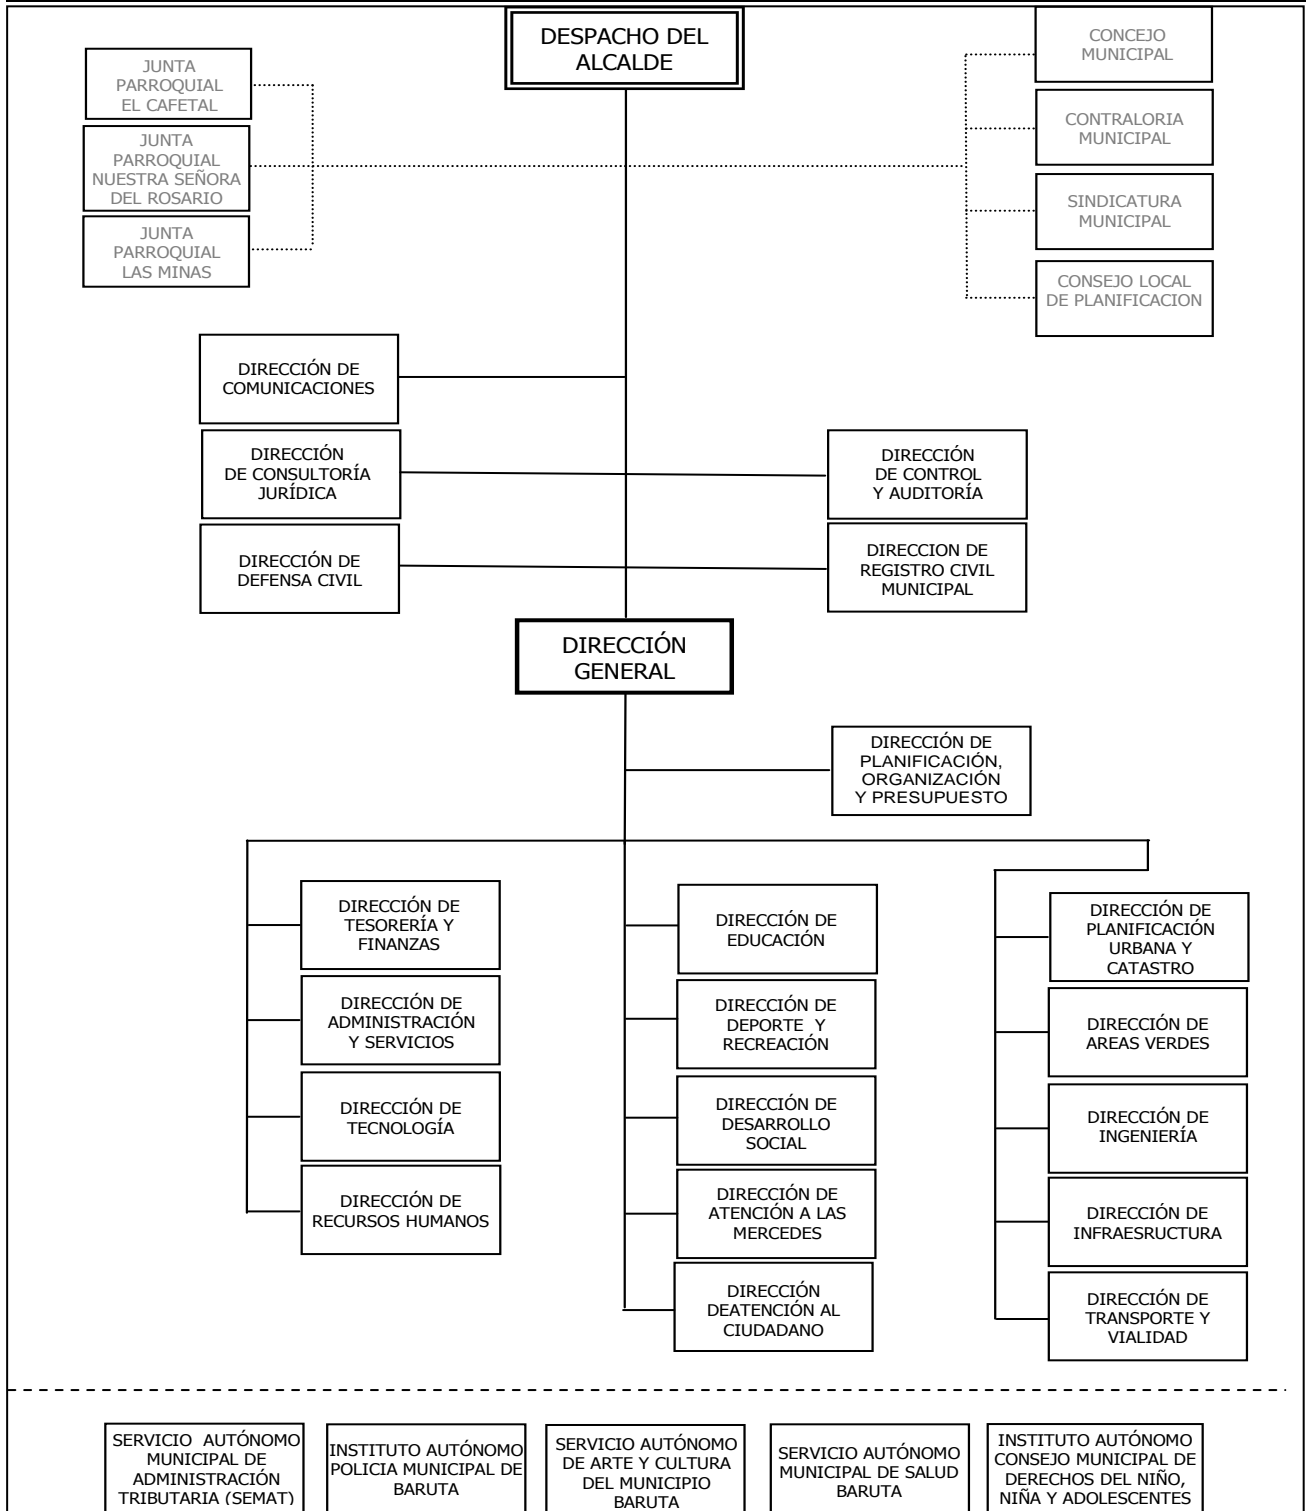 DESPACHO DEL
ALCALDE
JUNTA
PARROQUIAL
EL CAFETAL
JUNTA
PARROQUIAL
NUESTRA SEÑORA
DEL ROSARIO
JUNTA
PARROQUIAL
LAS MINAS
CONCEJO
MUNICIPAL
CONTRALORIA
MUNICIPAL
SINDICATURA
MUNICIPAL
CONSEJO LOCAL
DE PLANIFICACION
DIRECCIÓN DE
COMUNICACIONES
DIRECCIÓN
DE CONSULTORÍA
JURÍDICA
DIRECCIÓN
DE CONTROL
Y AUDITORÍA
DIRECCIÓN DE
DEFENSA CIVIL
DIRECCION DE
REGISTRO CIVIL
MUNICIPAL
DIRECCIÓN
GENERAL
DIRECCIÓN DE
PLANIFICACIÓN,
ORGANIZACIÓN
Y PRESUPUESTO
DIRECCIÓN DE
TESORERÍA Y
FINANZAS
DIRECCIÓN DE
ADMINISTRACIÓN
Y SERVICIOS
DIRECCIÓN DE
TECNOLOGÍA
DIRECCIÓN DE
RECURSOS HUMANOS
DIRECCIÓN DE
EDUCACIÓN
DIRECCIÓN DE
DEPORTE Y
RECREACIÓN
DIRECCIÓN DE
DESARROLLO
SOCIAL
DIRECCIÓN DE
ATENCIÓN A LAS
MERCEDES
DIRECCIÓN
DEATENCIÓN AL
CIUDADANO
DIRECCIÓN DE
PLANIFICACIÓN
URBANA Y
CATASTRO
DIRECCIÓN DE
AREAS VERDES
DIRECCIÓN DE
INGENIERÍA
DIRECCIÓN DE
INFRAESRUCTURA
DIRECCIÓN DE
TRANSPORTE Y
VIALIDAD
SERVICIO AUTÓNOMO
MUNICIPAL DE
ADMINISTRACIÓN
TRIBUTARIA (SEMAT)
INSTITUTO AUTÓNOMO
POLICIA MUNICIPAL DE
BARUTA
SERVICIO AUTÓNOMO
DE ARTE Y CULTURA
DEL MUNICIPIO
BARUTA
SERVICIO AUTÓNOMO
MUNICIPAL DE SALUD
BARUTA
INSTITUTO AUTÓNOMO
CONSEJO MUNICIPAL DE
DERECHOS DEL NIÑO,
NIÑA Y ADOLESCENTES